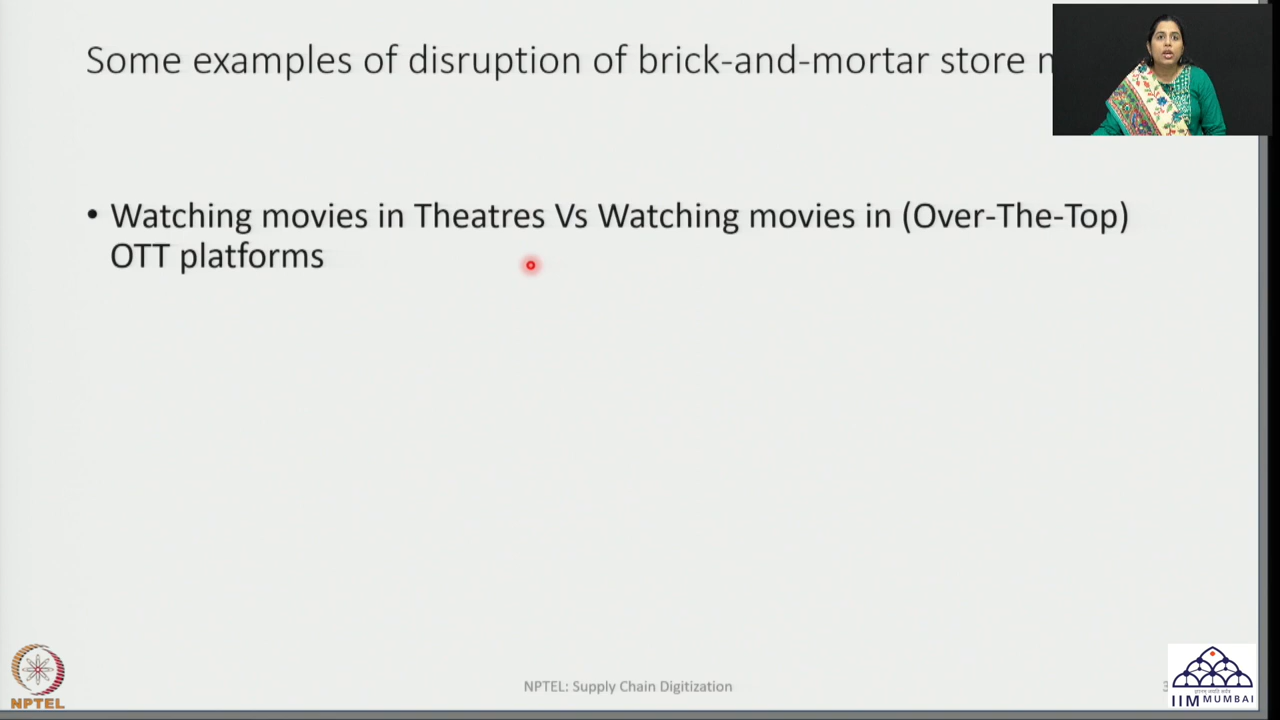 Some examples of disruption of brick-and-mortar store
• Watching movies in Theatres Vs Watching movies in (Over-The-Top)
OTT platforms
NPTEL
NPTEL: Supply Chain Digitization
IIM MUMBAI